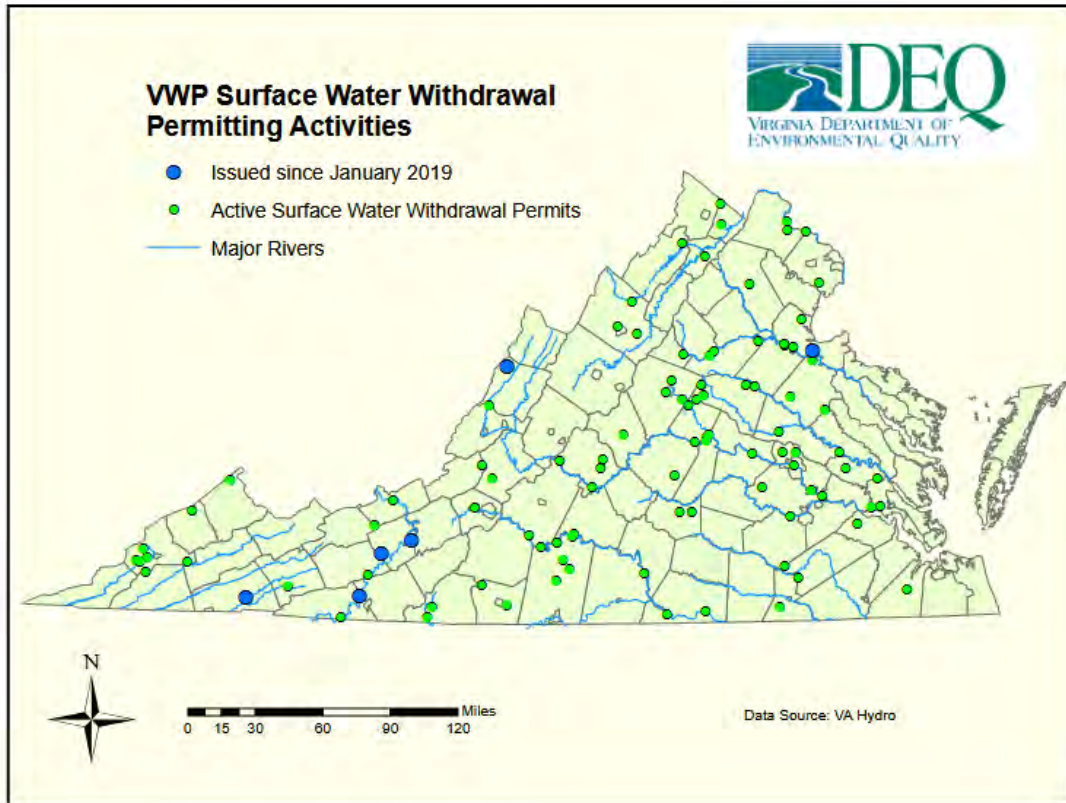 VWP Surface Water Withdrawal
Permitting Activities
Issued since January 2019
Active Surface Water Withdrawal Permits
Major Rivers
DEQ
VIRGINIA DEPARTMENT OF
ENVIRONMENTAL QUALITY
N
Miles
0 15 30 60 90 120
Data Source: VA Hydro